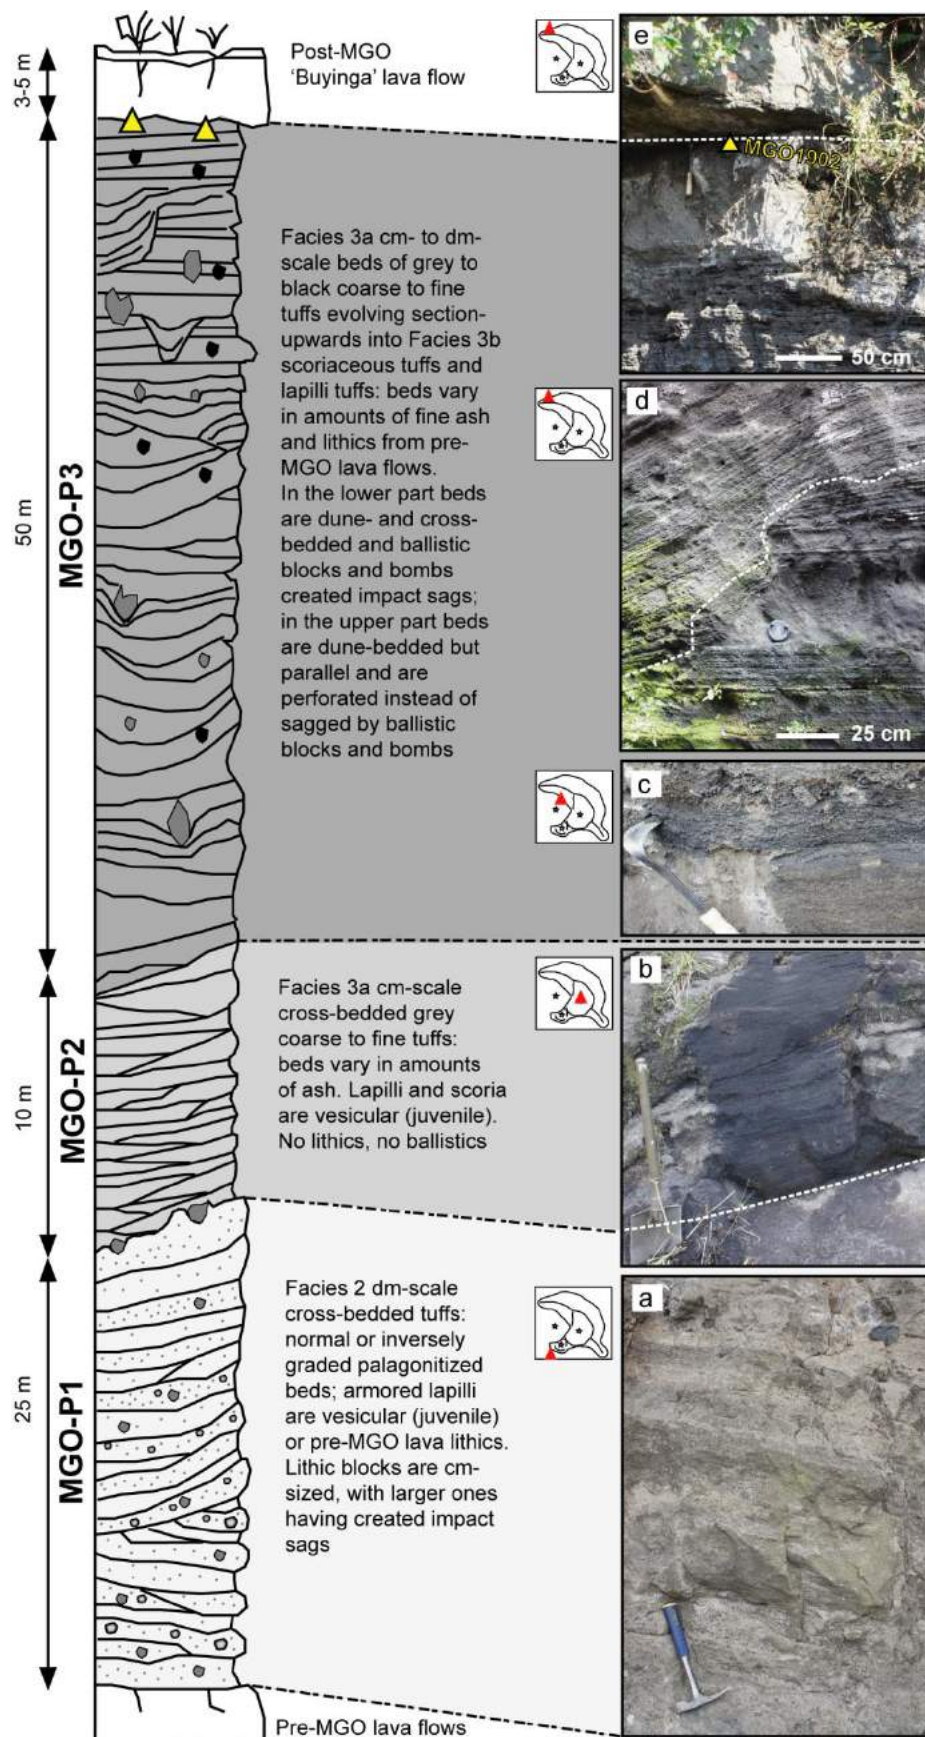 3-5 m
Post-MGO
'Buyinga' lava flow
e
MGO1902
50 cm
50 m
MGO-P3
Facies 3a cm- to dm-
scale beds of grey to
black coarse to fine
tuffs evolving section-
upwards into Facies 3b
scoriaceous tuffs and
lapilli tuffs: beds vary
in amounts of fine ash
and lithics from pre-
MGO lava flows.
In the lower part beds
are dune- and cross-
bedded and ballistic
blocks and bombs
created impact sags;
in the upper part beds
are dune-bedded but
parallel and are
perforated instead of
sagged by ballistic
blocks and bombs
d
25 cm
c
10 m
MGO-P2
Facies 3a cm-scale
cross-bedded grey
coarse to fine tuffs:
beds vary in amounts
of ash. Lapilli and scoria
are vesicular (juvenile).
No lithics, no ballistics
b
25 m
MGO-P1
Facies 2 dm-scale
cross-bedded tuffs:
normal or inversely
graded palagonitized
beds; armored lapilli
are vesicular (juvenile)
or pre-MGO lava lithics.
Lithic blocks are cm-
sized, with larger ones
having created impact
sags
a
Pre-MGO lava flows